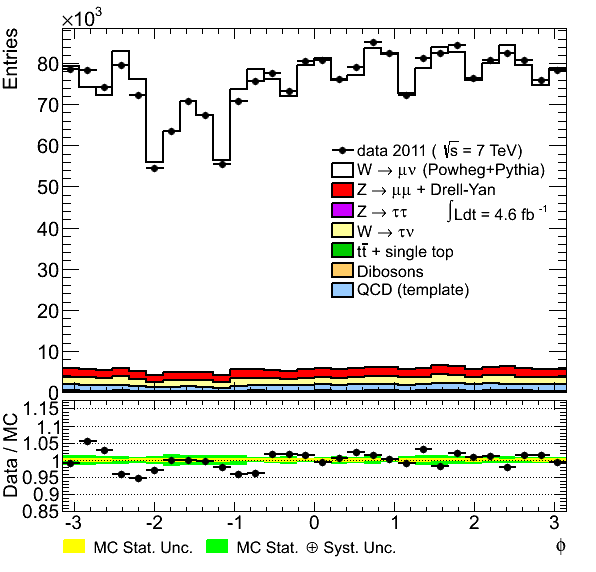 ×10³
Entries
80
70
60
50
40
30
20
10
0
data 2011 ( √s = 7 TeV)
W → μν (Powheg+Pythia)
Z → μμ + Drell-Yan
Z → ττ
∫Ldt = 4.6 fb⁻¹
W → τν
tt̄ + single top
Dibosons
QCD (template)
Data / MC
1.15
1.1
1.05
1
0.95
0.9
0.85
-3 -2 -1 0 1 2 3
MC Stat. Unc. MC Stat. ⊕ Syst. Unc. ϕ